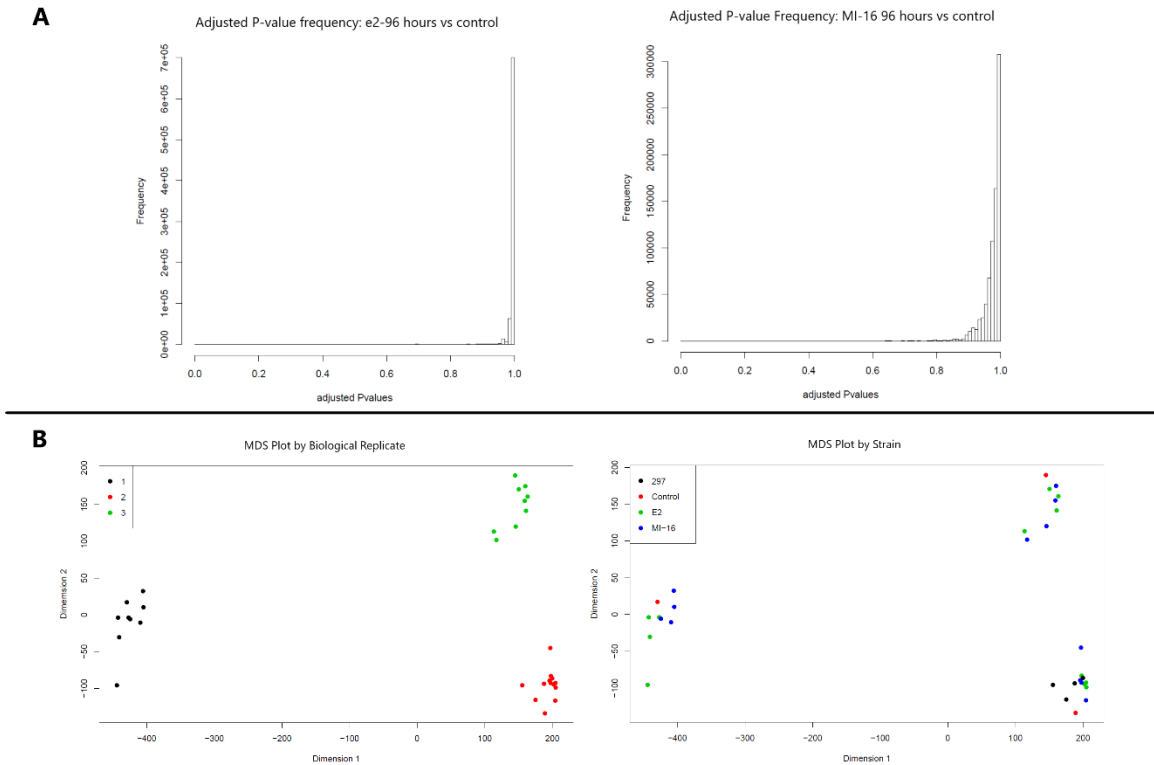 A
Adjusted P-value frequency: e2-96 hours vs control
Frequency
0e+00 1e+05 2e+05 3e+05 4e+05 5e+05 6e+05 7e+05
0.0 0.2 0.4 0.6 0.8 1.0
adjusted Pvalues
Adjusted P-value Frequency: MI-16 96 hours vs control
Frequency
0 50000 100000 150000 200000 250000 300000
0.0 0.2 0.4 0.6 0.8 1.0
adjusted Pvalues
B
MDS Plot by Biological Replicate
1
2
3
Dimemsion 2
−100 −50 0 50 100 150 200
−400 −300 −200 −100 0 100 200
Dimension 1
MDS Plot by Strain
297
Control
E2
MI−16
Dimemsion 2
−100 −50 0 50 100 150 200
−400 −300 −200 −100 0 100 200
Dimension 1